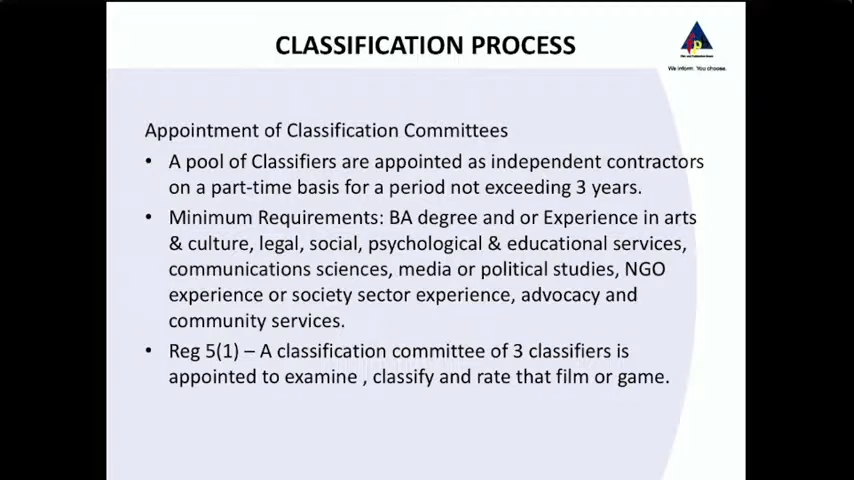 CLASSIFICATION PROCESS
fpb
We inform. You choose.
Appointment of Classification Committees
• A pool of Classifiers are appointed as independent contractors
on a part-time basis for a period not exceeding 3 years.
• Minimum Requirements: BA degree and or Experience in arts
& culture, legal, social, psychological & educational services,
communications sciences, media or political studies, NGO
experience or society sector experience, advocacy and
community services.
• Reg 5(1) – A classification committee of 3 classifiers is
appointed to examine , classify and rate that film or game.